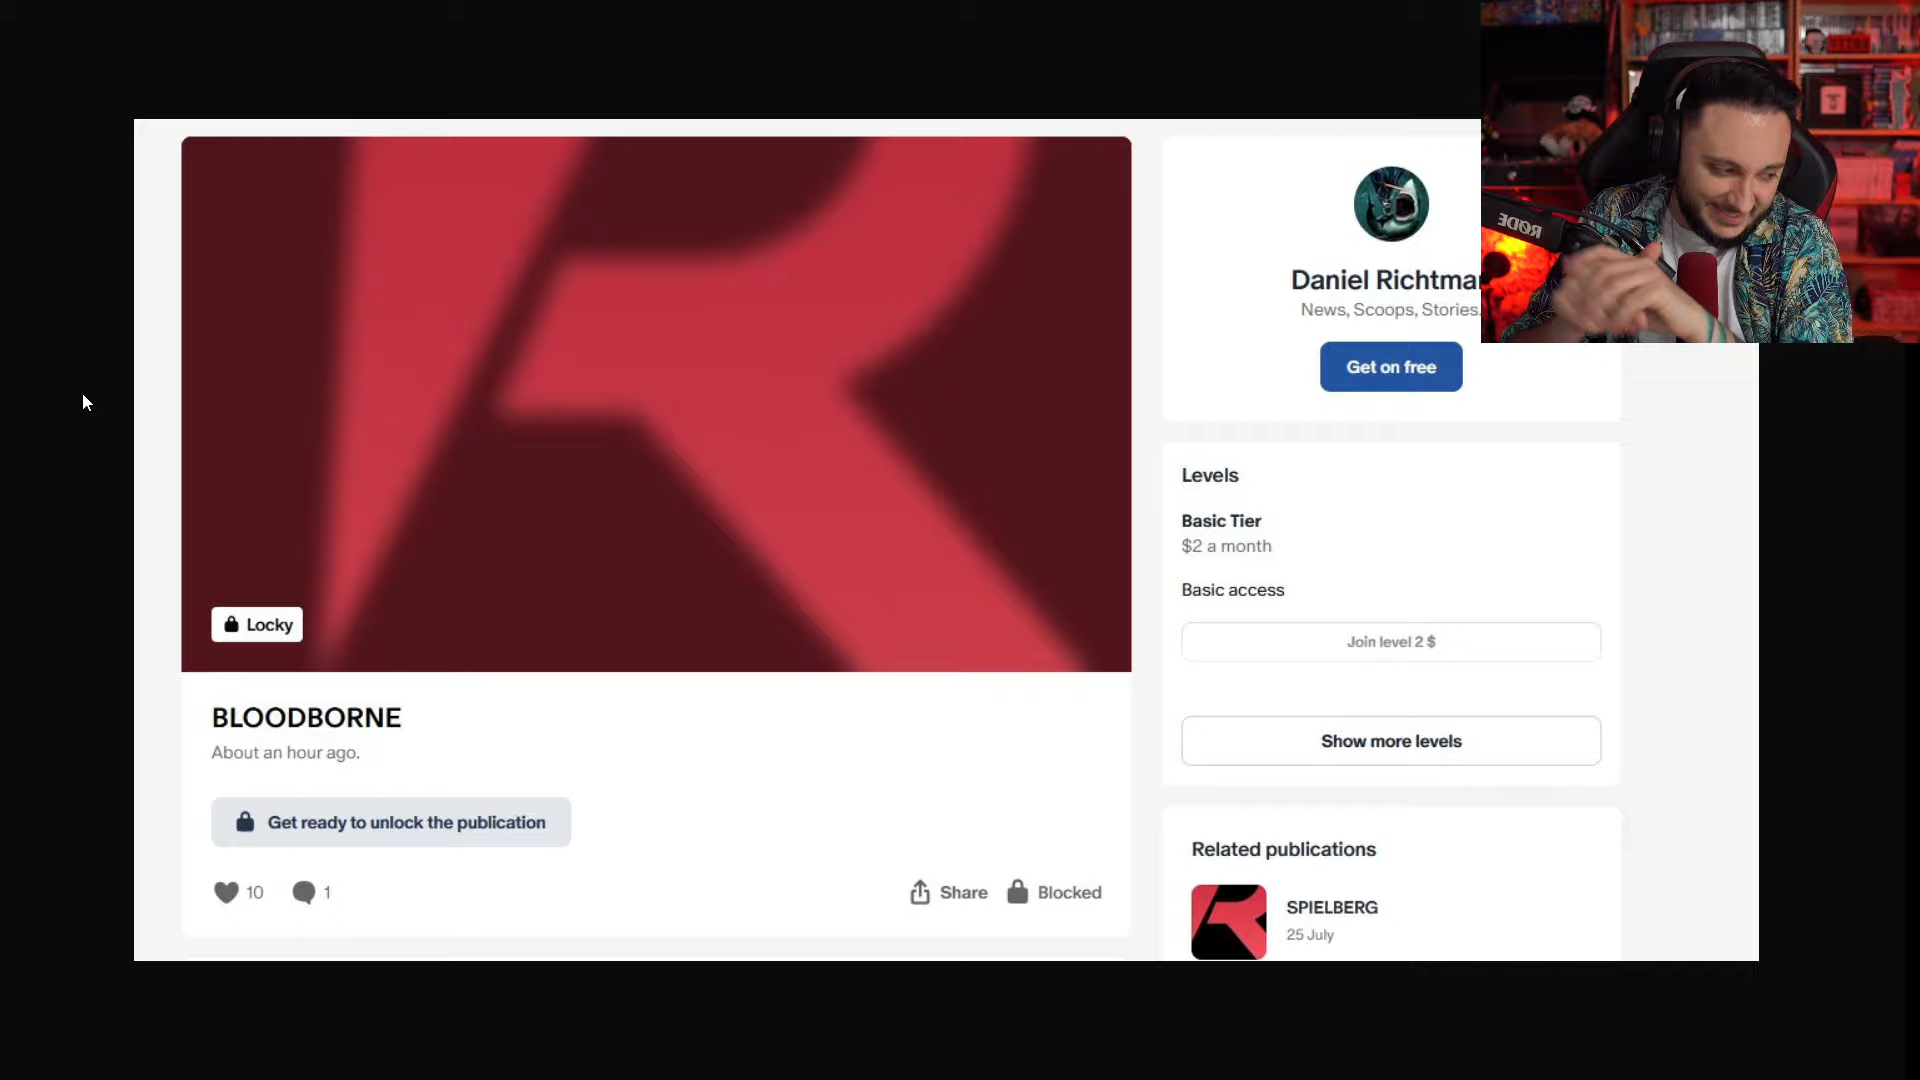 Locky
BLOODBORNE
About an hour ago.
Get ready to unlock the publication
10
1
Share
Blocked
Daniel Richtma
News, Scoops, Stories.
Get on free
Levels
Basic Tier
$2 a month
Basic access
Join level 2 $
Show more levels
Related publications
SPIELBERG
25 July
RØDE